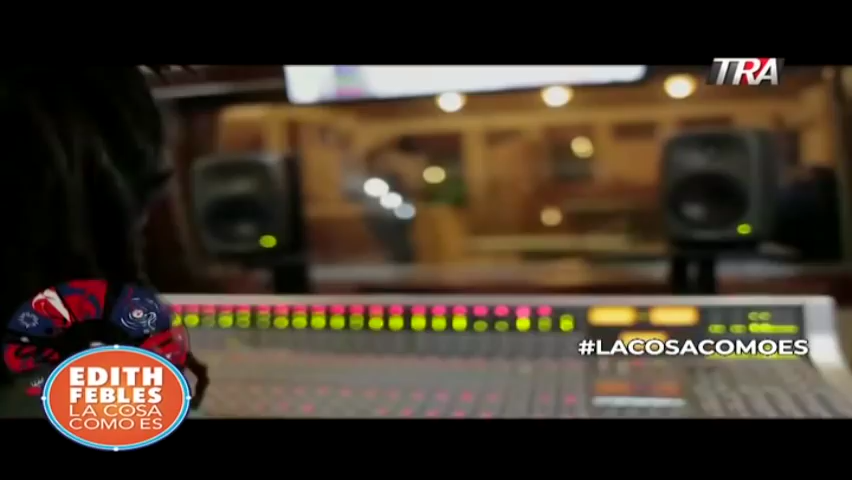 TRA
#LACOSACOMOES
EDITH
FEBLES
LA COSA
COMO ES